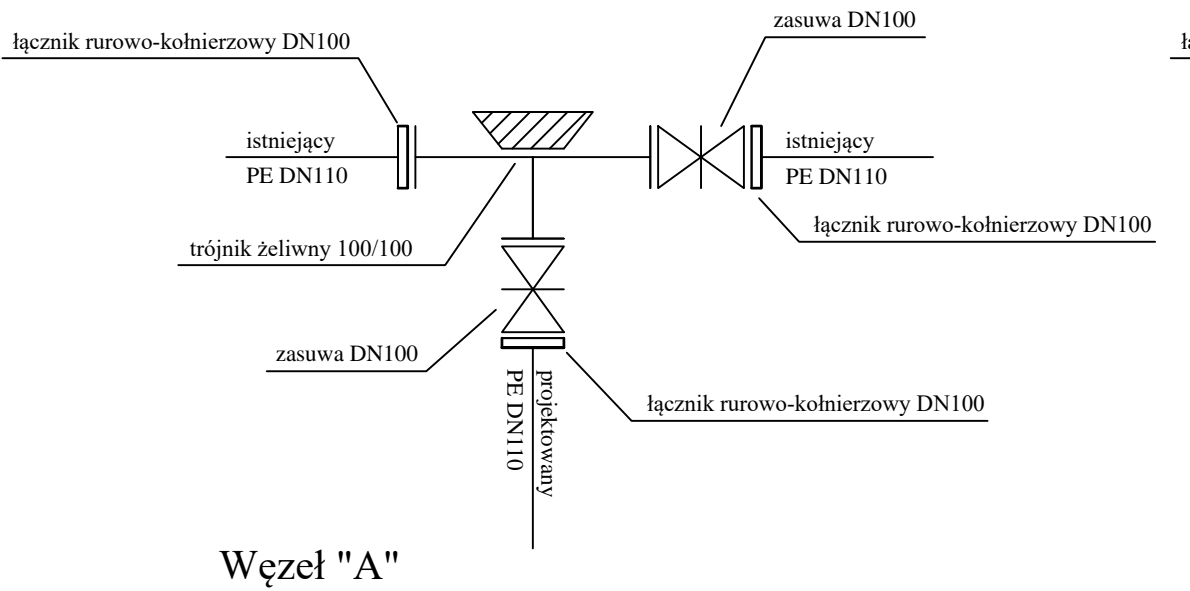 zasuwa DN100
łącznik rurowo-kołnierzowy DN100
istniejący
PE DN110
istniejący
PE DN110
łącznik rurowo-kołnierzowy DN100
trójnik żeliwny 100/100
zasuwa DN100
projektowany
PE DN110
łącznik rurowo-kołnierzowy DN100
Węzeł "A"